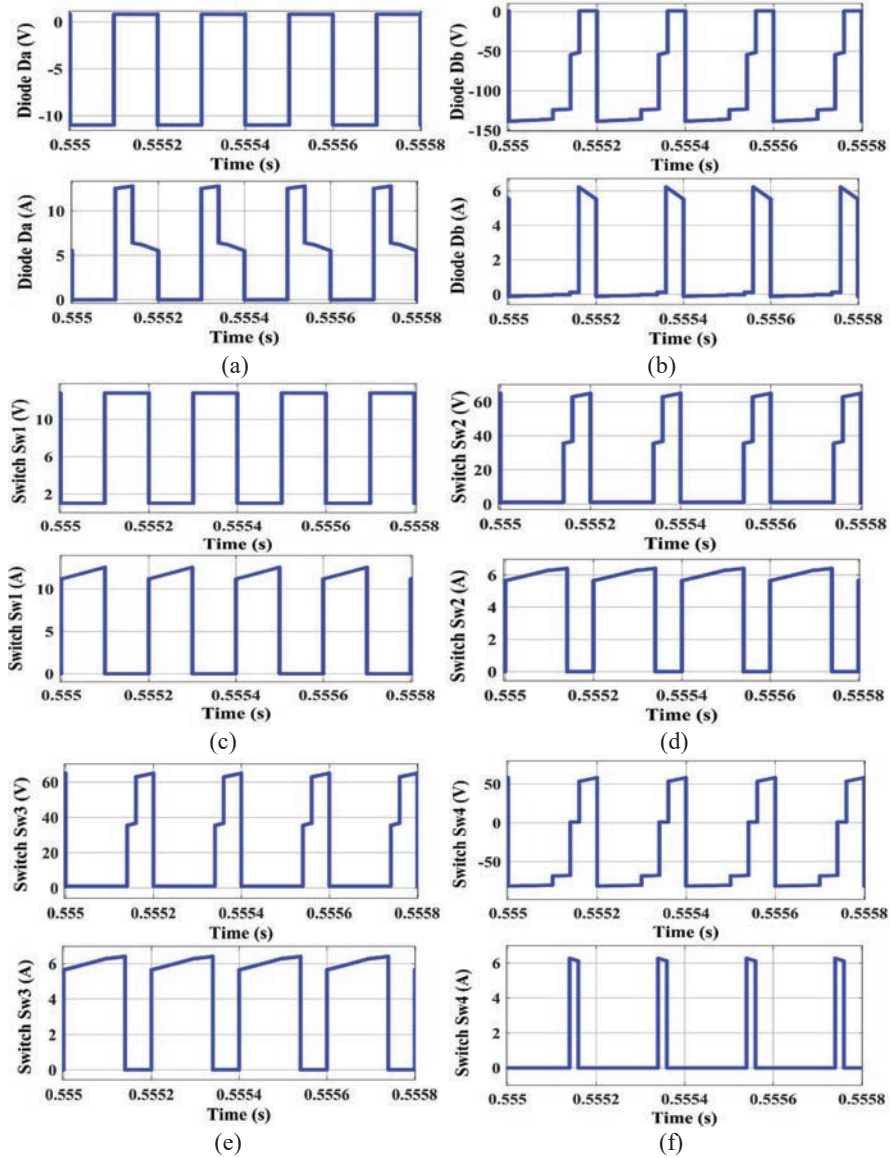 Diode Da (V)
0
-5
-10
0.555 0.5552 0.5554 0.5556 0.5558
Time (s)
Diode Da (A)
10
5
0
0.555 0.5552 0.5554 0.5556 0.5558
Time (s)
(a)
Diode Db (V)
0
-50
-100
-150
0.555 0.5552 0.5554 0.5556 0.5558
Time (s)
Diode Db (A)
6
4
2
0
0.555 0.5552 0.5554 0.5556 0.5558
Time (s)
(b)
Switch Sw1 (V)
10
6
2
0.555 0.5552 0.5554 0.5556 0.5558
Time (s)
Switch Sw1 (A)
10
5
0
0.555 0.5552 0.5554 0.5556 0.5558
Time (s)
(c)
Switch Sw2 (V)
60
40
20
0
0.555 0.5552 0.5554 0.5556 0.5558
Time (s)
Switch Sw2 (A)
6
4
2
0
0.555 0.5552 0.5554 0.5556 0.5558
Time (s)
(d)
Switch Sw3 (V)
60
40
20
0
0.555 0.5552 0.5554 0.5556 0.5558
Time (s)
Switch Sw3 (A)
6
4
2
0
0.555 0.5552 0.5554 0.5556 0.5558
Time (s)
(e)
Switch Sw4 (V)
50
0
-50
0.555 0.5552 0.5554 0.5556 0.5558
Time (s)
Switch Sw4 (A)
6
4
2
0
0.555 0.5552 0.5554 0.5556 0.5558
Time (s)
(f)